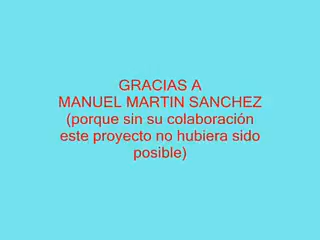 GRACIAS A
MANUEL MARTIN SANCHEZ
(porque sin su colaboración
este proyecto no hubiera sido
posible)